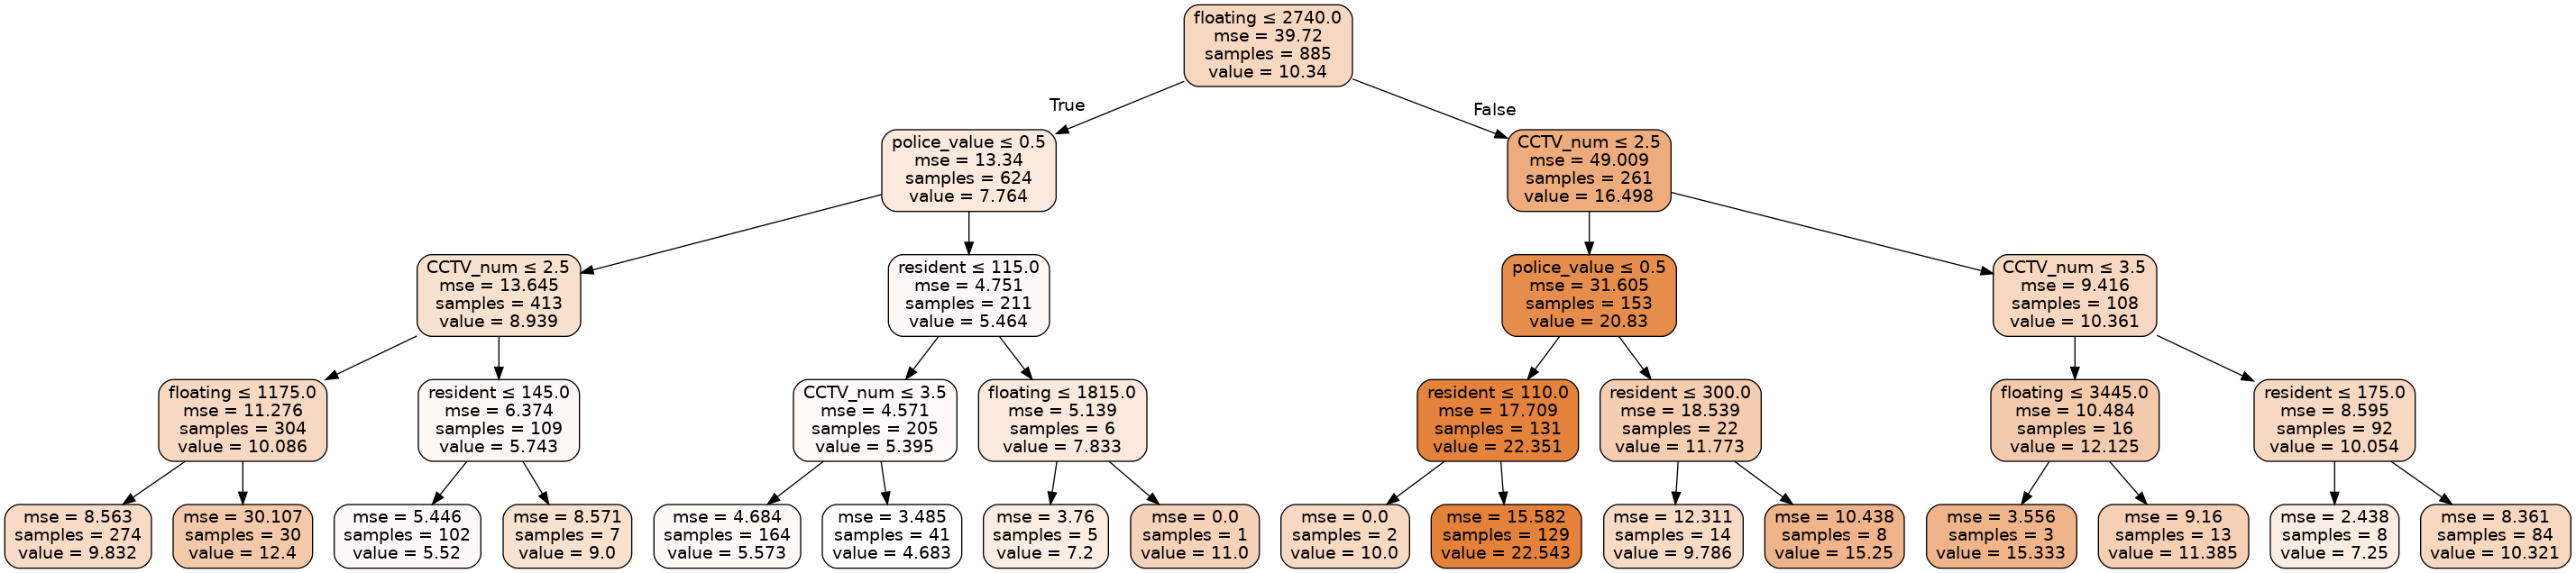 floating ≤ 2740.0
mse = 39.72
samples = 885
value = 10.34
True
False
police_value ≤ 0.5
mse = 13.34
samples = 624
value = 7.764
CCTV_num ≤ 2.5
mse = 49.009
samples = 261
value = 16.498
CCTV_num ≤ 2.5
mse = 13.645
samples = 413
value = 8.939
resident ≤ 115.0
mse = 4.751
samples = 211
value = 5.464
police_value ≤ 0.5
mse = 31.605
samples = 153
value = 20.83
CCTV_num ≤ 3.5
mse = 9.416
samples = 108
value = 10.361
floating ≤ 1175.0
mse = 11.276
samples = 304
value = 10.086
resident ≤ 145.0
mse = 6.374
samples = 109
value = 5.743
CCTV_num ≤ 3.5
mse = 4.571
samples = 205
value = 5.395
floating ≤ 1815.0
mse = 5.139
samples = 6
value = 7.833
resident ≤ 110.0
mse = 17.709
samples = 131
value = 22.351
resident ≤ 300.0
mse = 18.539
samples = 22
value = 11.773
floating ≤ 3445.0
mse = 10.484
samples = 16
value = 12.125
resident ≤ 175.0
mse = 8.595
samples = 92
value = 10.054
mse = 8.563
samples = 274
value = 9.832
mse = 30.107
samples = 30
value = 12.4
mse = 5.446
samples = 102
value = 5.52
mse = 8.571
samples = 7
value = 9.0
mse = 4.684
samples = 164
value = 5.573
mse = 3.485
samples = 41
value = 4.683
mse = 3.76
samples = 5
value = 7.2
mse = 0.0
samples = 1
value = 11.0
mse = 0.0
samples = 2
value = 10.0
mse = 15.582
samples = 129
value = 22.543
mse = 12.311
samples = 14
value = 9.786
mse = 10.438
samples = 8
value = 15.25
mse = 3.556
samples = 3
value = 15.333
mse = 9.16
samples = 13
value = 11.385
mse = 2.438
samples = 8
value = 7.25
mse = 8.361
samples = 84
value = 10.321